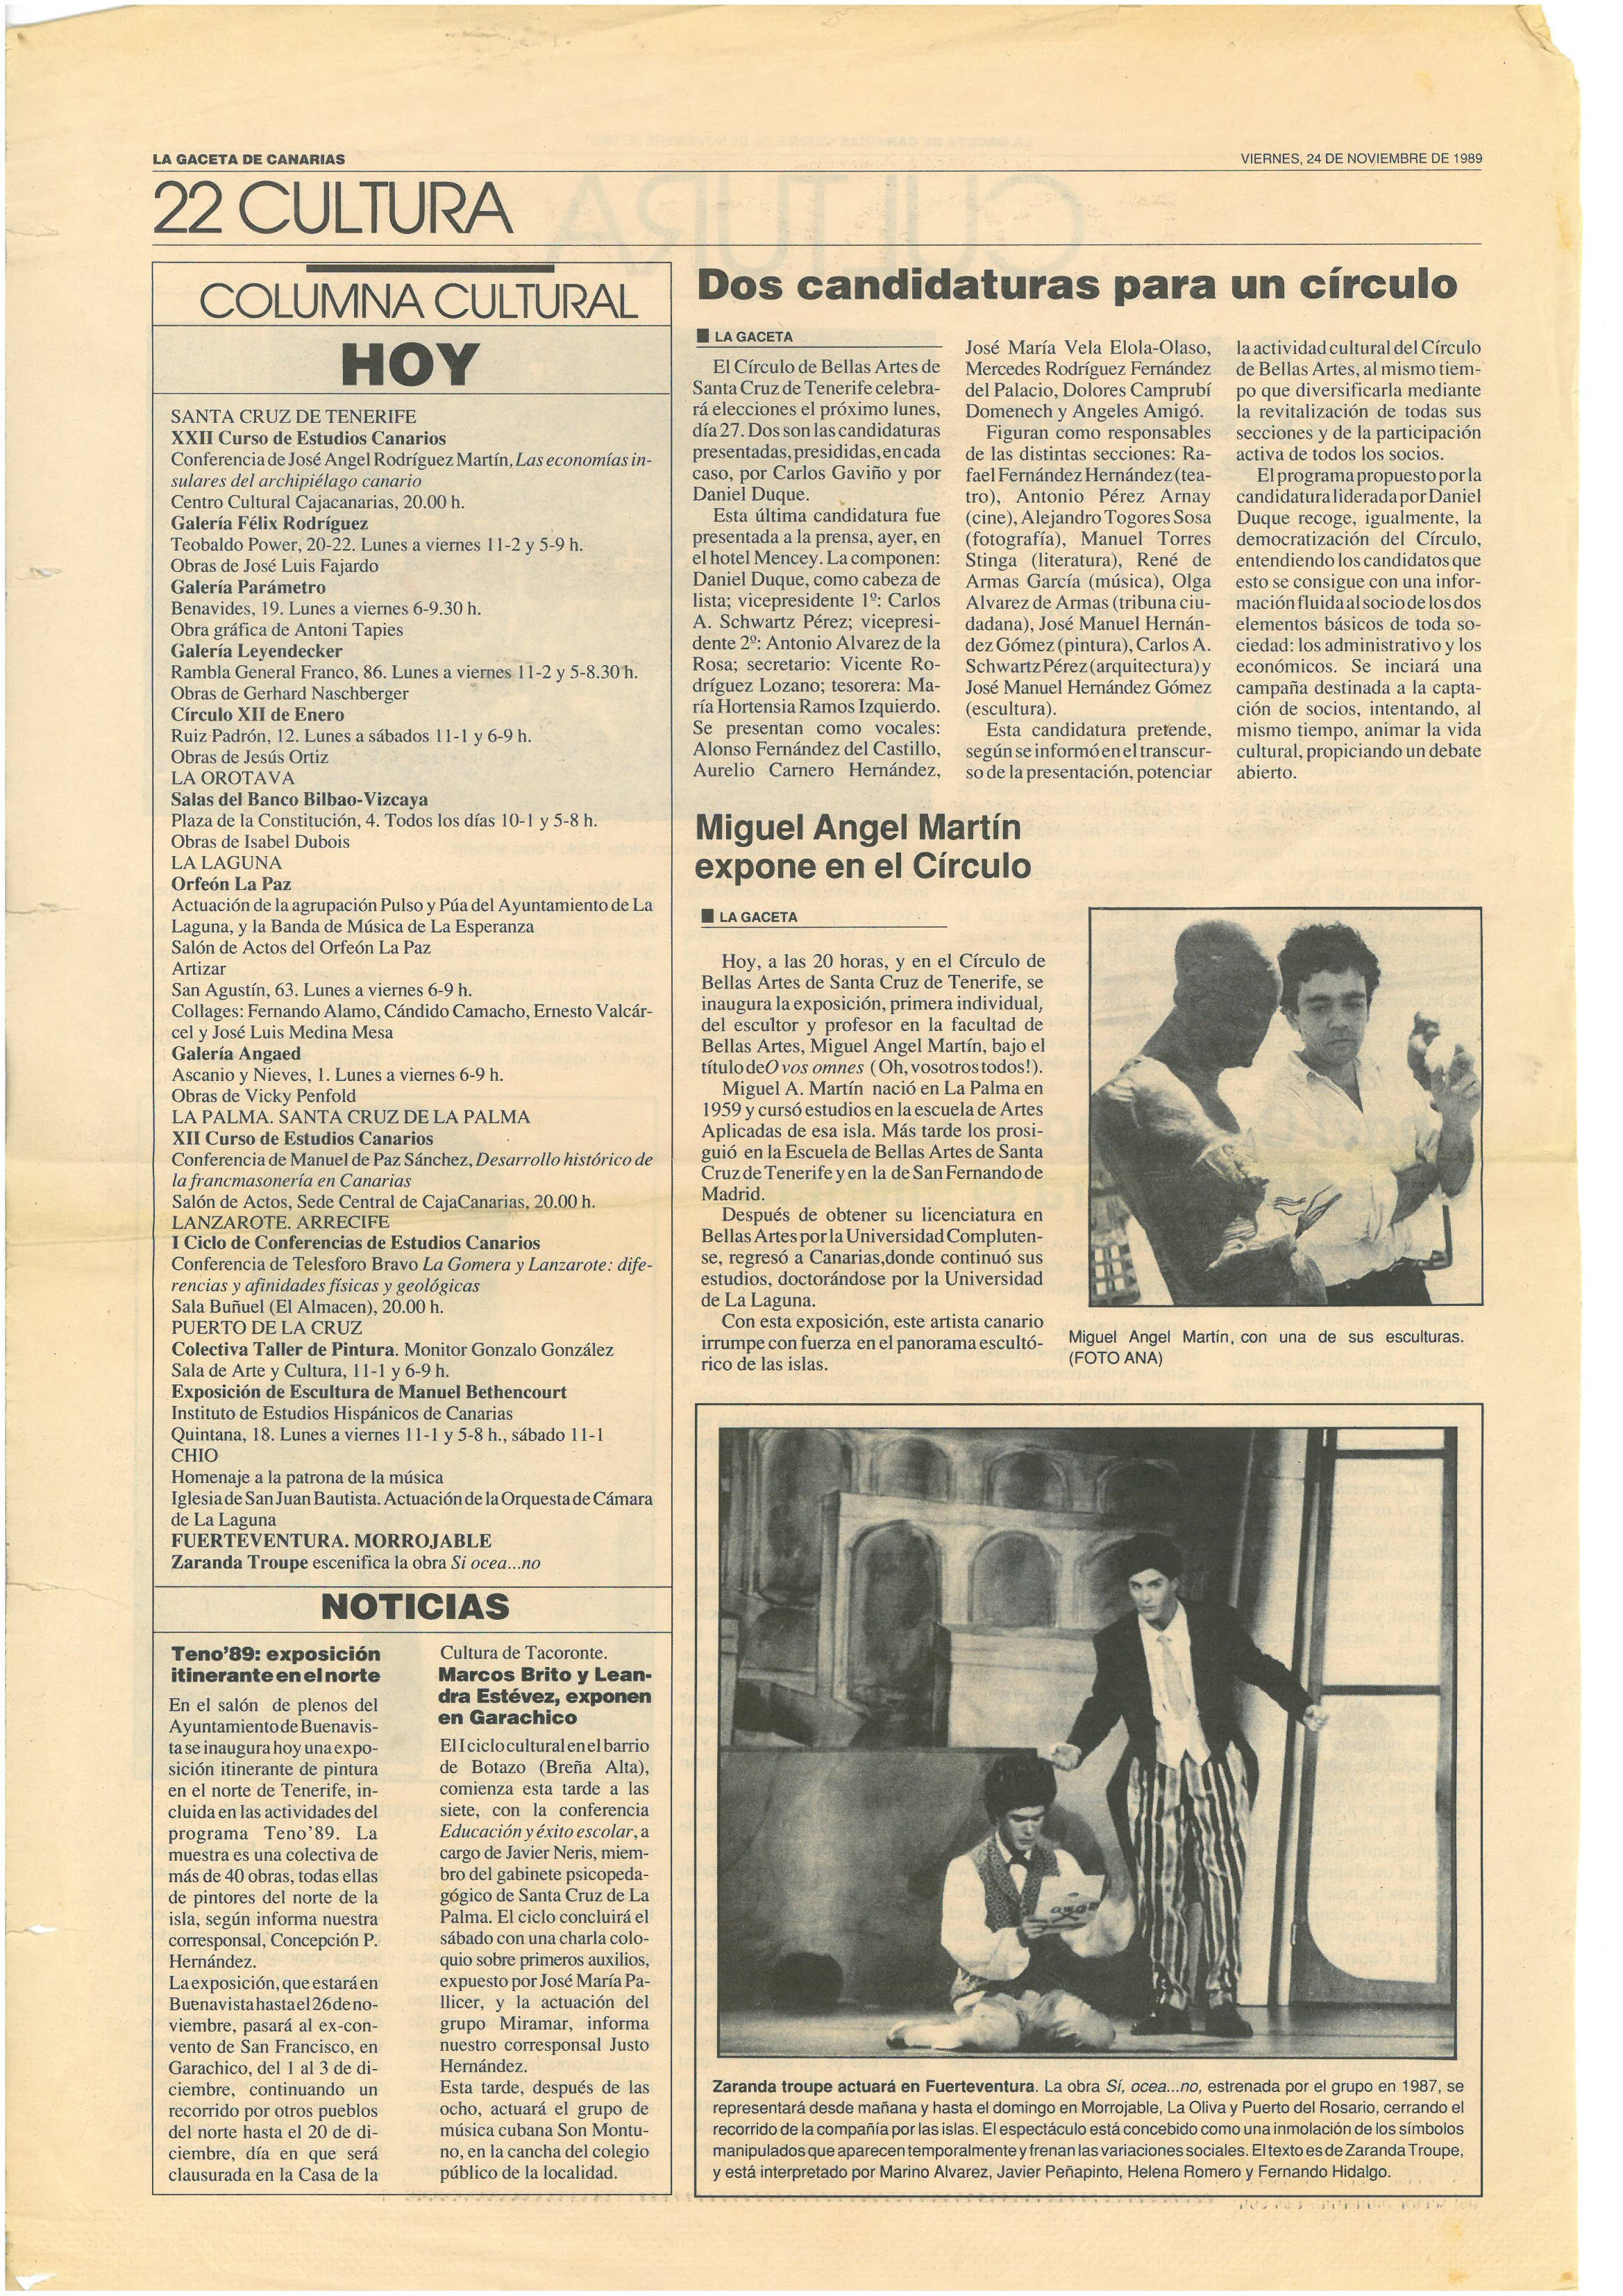 LA GACETA DE CANARIAS
VIERNES, 24 DE NOVIEMBRE DE 1989
22 CULTURA
COLUMNA CULTURAL
HOY
SANTA CRUZ DE TENERIFE
XXII Curso de Estudios Canarios
Conferencia de José Angel Rodríguez Martín, Las economías in-
sulares del archipiélago canario
Centro Cultural Cajacanarias, 20.00 h.
Galería Félix Rodríguez
Teobaldo Power, 20-22. Lunes a viernes 11-2 y 5-9 h.
Obras de José Luis Fajardo
Galería Parámetro
Benavides, 19. Lunes a viernes 6-9.30 h.
Obra gráfica de Antoni Tapies
Galería Leyendecker
Rambla General Franco, 86. Lunes a viernes 11-2 y 5-8.30 h.
Obras de Gerhard Naschberger
Círculo XII de Enero
Ruiz Padrón, 12. Lunes a sábados 11-1 y 6-9 h.
Obras de Jesús Ortiz
LA OROTAVA
Salas del Banco Bilbao-Vizcaya
Plaza de la Constitución, 4. Todos los días 10-1 y 5-8 h.
Obras de Isabel Dubois
LA LAGUNA
Orfeón La Paz
Actuación de la agrupación Pulso y Púa del Ayuntamiento de La
Laguna, y la Banda de Música de La Esperanza
Salón de Actos del Orfeón La Paz
Artizar
San Agustín, 63. Lunes a viernes 6-9 h.
Collages: Fernando Alamo, Cándido Camacho, Ernesto Valcár-
cel y José Luis Medina Mesa
Galería Angaed
Ascanio y Nieves, 1. Lunes a viernes 6-9 h.
Obras de Vicky Penfold
LA PALMA. SANTA CRUZ DE LA PALMA
XII Curso de Estudios Canarios
Conferencia de Manuel de Paz Sánchez, Desarrollo histórico de
la francmasonería en Canarias
Salón de Actos, Sede Central de CajaCanarias, 20.00 h.
LANZAROTE. ARRECIFE
I Ciclo de Conferencias de Estudios Canarios
Conferencia de Telesforo Bravo La Gomera y Lanzarote: dife-
rencias y afinidades físicas y geológicas
Sala Buñuel (El Almacen), 20.00 h.
PUERTO DE LA CRUZ
Colectiva Taller de Pintura. Monitor Gonzalo González
Sala de Arte y Cultura, 11-1 y 6-9 h.
Exposición de Escultura de Manuel Bethencourt
Instituto de Estudios Hispánicos de Canarias
Quintana, 18. Lunes a viernes 11-1 y 5-8 h., sábado 11-1
CHIO
Homenaje a la patrona de la música
Iglesia de San Juan Bautista. Actuación de la Orquesta de Cámara
de La Laguna
FUERTEVENTURA. MORROJABLE
Zaranda Troupe escenifica la obra Si ocea...no
NOTICIAS
Teno'89: exposición
itinerante en el norte
En el salón de plenos del
Ayuntamiento de Buenavis-
ta se inaugura hoy una expo-
sición itinerante de pintura
en el norte de Tenerife, in-
cluida en las actividades del
programa Teno'89. La
muestra es una colectiva de
más de 40 obras, todas ellas
de pintores del norte de la
isla, según informa nuestra
corresponsal, Concepción P.
Hernández.
La exposición, que estará en
Buenavista hasta el 26 de no-
viembre, pasará al ex-con-
vento de San Francisco, en
Garachico, del 1 al 3 de di-
ciembre, continuando un
recorrido por otros pueblos
del norte hasta el 20 de di-
ciembre, día en que será
clausurada en la Casa de la
Cultura de Tacoronte.
Marcos Brito y Lean-
dra Estévez, exponen
en Garachico
El I ciclo cultural en el barrio
de Botazo (Breña Alta),
comienza esta tarde a las
siete, con la conferencia
Educación y éxito escolar, a
cargo de Javier Neris, miem-
bro del gabinete psicopeda-
gógico de Santa Cruz de La
Palma. El ciclo concluirá el
sábado con una charla colo-
quio sobre primeros auxilios,
expuesto por José María Pa-
llicer, y la actuación del
grupo Miramar, informa
nuestro corresponsal Justo
Hernández.
Esta tarde, después de las
ocho, actuará el grupo de
música cubana Son Montu-
no, en la cancha del colegio
público de la localidad.
Dos candidaturas para un círculo
LA GACETA
El Círculo de Bellas Artes de
Santa Cruz de Tenerife celebra-
rá elecciones el próximo lunes,
día 27. Dos son las candidaturas
presentadas, presididas, en cada
caso, por Carlos Gaviño y por
Daniel Duque.
Esta última candidatura fue
presentada a la prensa, ayer, en
el hotel Mencey. La componen:
Daniel Duque, como cabeza de
lista; vicepresidente 1º: Carlos
A. Schwartz Pérez; vicepresi-
dente 2º: Antonio Alvarez de la
Rosa; secretario: Vicente Ro-
dríguez Lozano; tesorera: Ma-
ría Hortensia Ramos Izquierdo.
Se presentan como vocales:
Alonso Fernández del Castillo,
Aurelio Carnero Hernández,
José María Vela Elola-Olaso,
Mercedes Rodríguez Fernández
del Palacio, Dolores Camprubí
Domenech y Angeles Amigó.
Figuran como responsables
de las distintas secciones: Ra-
fael Fernández Hernández (tea-
tro), Antonio Pérez Arnay
(cine), Alejandro Togores Sosa
(fotografía), Manuel Torres
Stinga (literatura), René de
Armas García (música), Olga
Alvarez de Armas (tribuna ciu-
dadana), José Manuel Hernán-
dez Gómez (pintura), Carlos A.
Schwartz Pérez (arquitectura) y
José Manuel Hernández Gómez
(escultura).
Esta candidatura pretende,
según se informó en el transcur-
so de la presentación, potenciar
la actividad cultural del Círculo
de Bellas Artes, al mismo tiem-
po que diversificarla mediante
la revitalización de todas sus
secciones y de la participación
activa de todos los socios.
El programa propuesto por la
candidatura liderada por Daniel
Duque recoge, igualmente, la
democratización del Círculo,
entendiendo los candidatos que
esto se consigue con una infor-
mación fluida al socio de los dos
elementos básicos de toda so-
ciedad: los administrativo y los
económicos. Se inciará una
campaña destinada a la capta-
ción de socios, intentando, al
mismo tiempo, animar la vida
cultural, propiciando un debate
abierto.
Miguel Angel Martín
expone en el Círculo
LA GACETA
Hoy, a las 20 horas, y en el Círculo de
Bellas Artes de Santa Cruz de Tenerife, se
inaugura la exposición, primera individual,
del escultor y profesor en la facultad de
Bellas Artes, Miguel Angel Martín, bajo el
título de O vos omnes (Oh, vosotros todos!).
Miguel A. Martín nació en La Palma en
1959 y cursó estudios en la escuela de Artes
Aplicadas de esa isla. Más tarde los prosi-
guió en la Escuela de Bellas Artes de Santa
Cruz de Tenerife y en la de San Fernando de
Madrid.
Después de obtener su licenciatura en
Bellas Artes por la Universidad Compluten-
se, regresó a Canarias,donde continuó sus
estudios, doctorándose por la Universidad
de La Laguna.
Con esta exposición, este artista canario
irrumpe con fuerza en el panorama escultó-
rico de las islas.
Miguel Angel Martín, con una de sus esculturas.
(FOTO ANA)
Zaranda troupe actuará en Fuerteventura. La obra Sí, ocea...no, estrenada por el grupo en 1987, se
representará desde mañana y hasta el domingo en Morrojable, La Oliva y Puerto del Rosario, cerrando el
recorrido de la compañía por las islas. El espectáculo está concebido como una inmolación de los símbolos
manipulados que aparecen temporalmente y frenan las variaciones sociales. El texto es de Zaranda Troupe,
y está interpretado por Marino Alvarez, Javier Peñapinto, Helena Romero y Fernando Hidalgo.